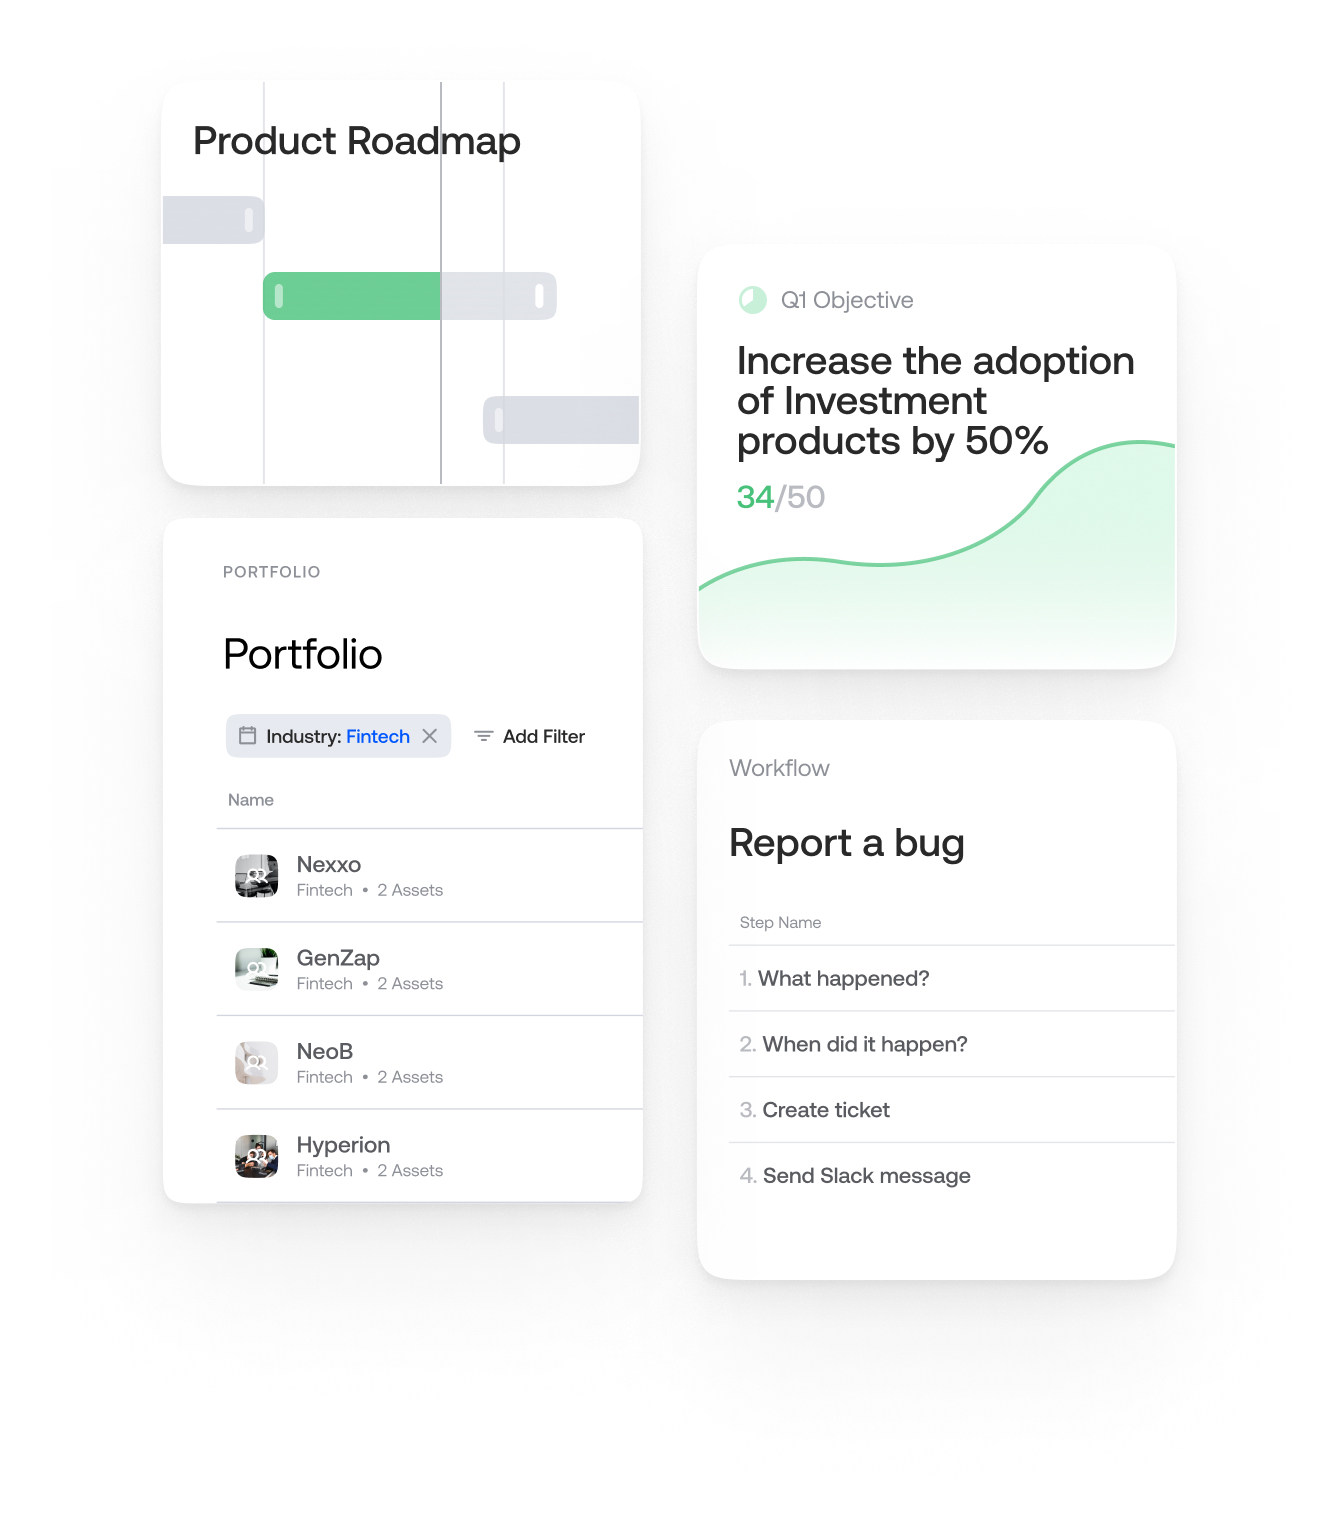 Product Roadmap
PORTFOLIO
Portfolio
Industry: Fintech
Add Filter
Name
Nexxo
Fintech • 2 Assets
GenZap
Fintech • 2 Assets
NeoB
Fintech • 2 Assets
Hyperion
Fintech • 2 Assets
Q1 Objective
Increase the adoption
of Investment
products by 50%
34/50
Workflow
Report a bug
Step Name
1. What happened?
2. When did it happen?
3. Create ticket
4. Send Slack message